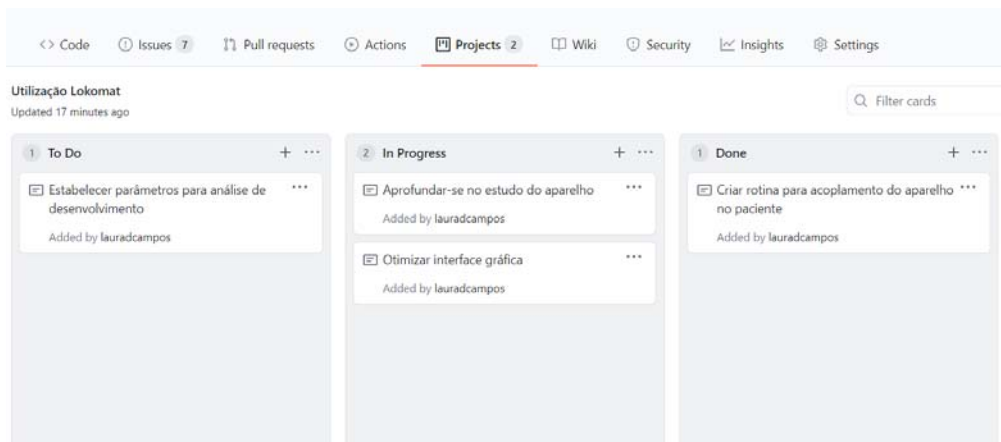 <> Code Issues 7 Pull requests Actions Projects 2 Wiki Security Insights Settings
Utilização Lokomat
Updated 17 minutes ago
Filter cards
1 To Do + ...
Estabelecer parâmetros para análise de ...
desenvolvimento
Added by lauradcampos
2 In Progress + ...
Aprofundar-se no estudo do aparelho ...
Added by lauradcampos
Otimizar interface gráfica ...
Added by lauradcampos
1 Done + ...
Criar rotina para acoplamento do aparelho ...
no paciente
Added by lauradcampos